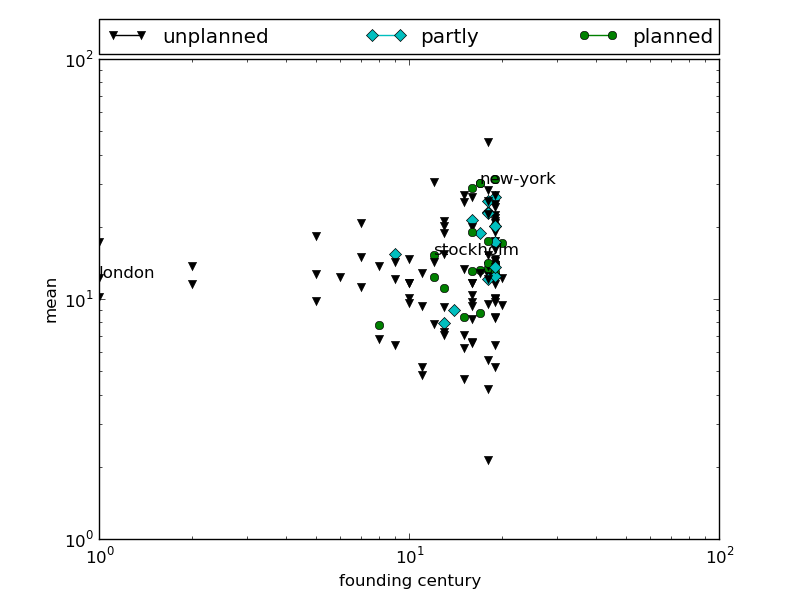 unplanned partly planned
10²
new-york
stockholm
london
10¹
mean
10⁰
10⁰ 10¹ 10²
founding century